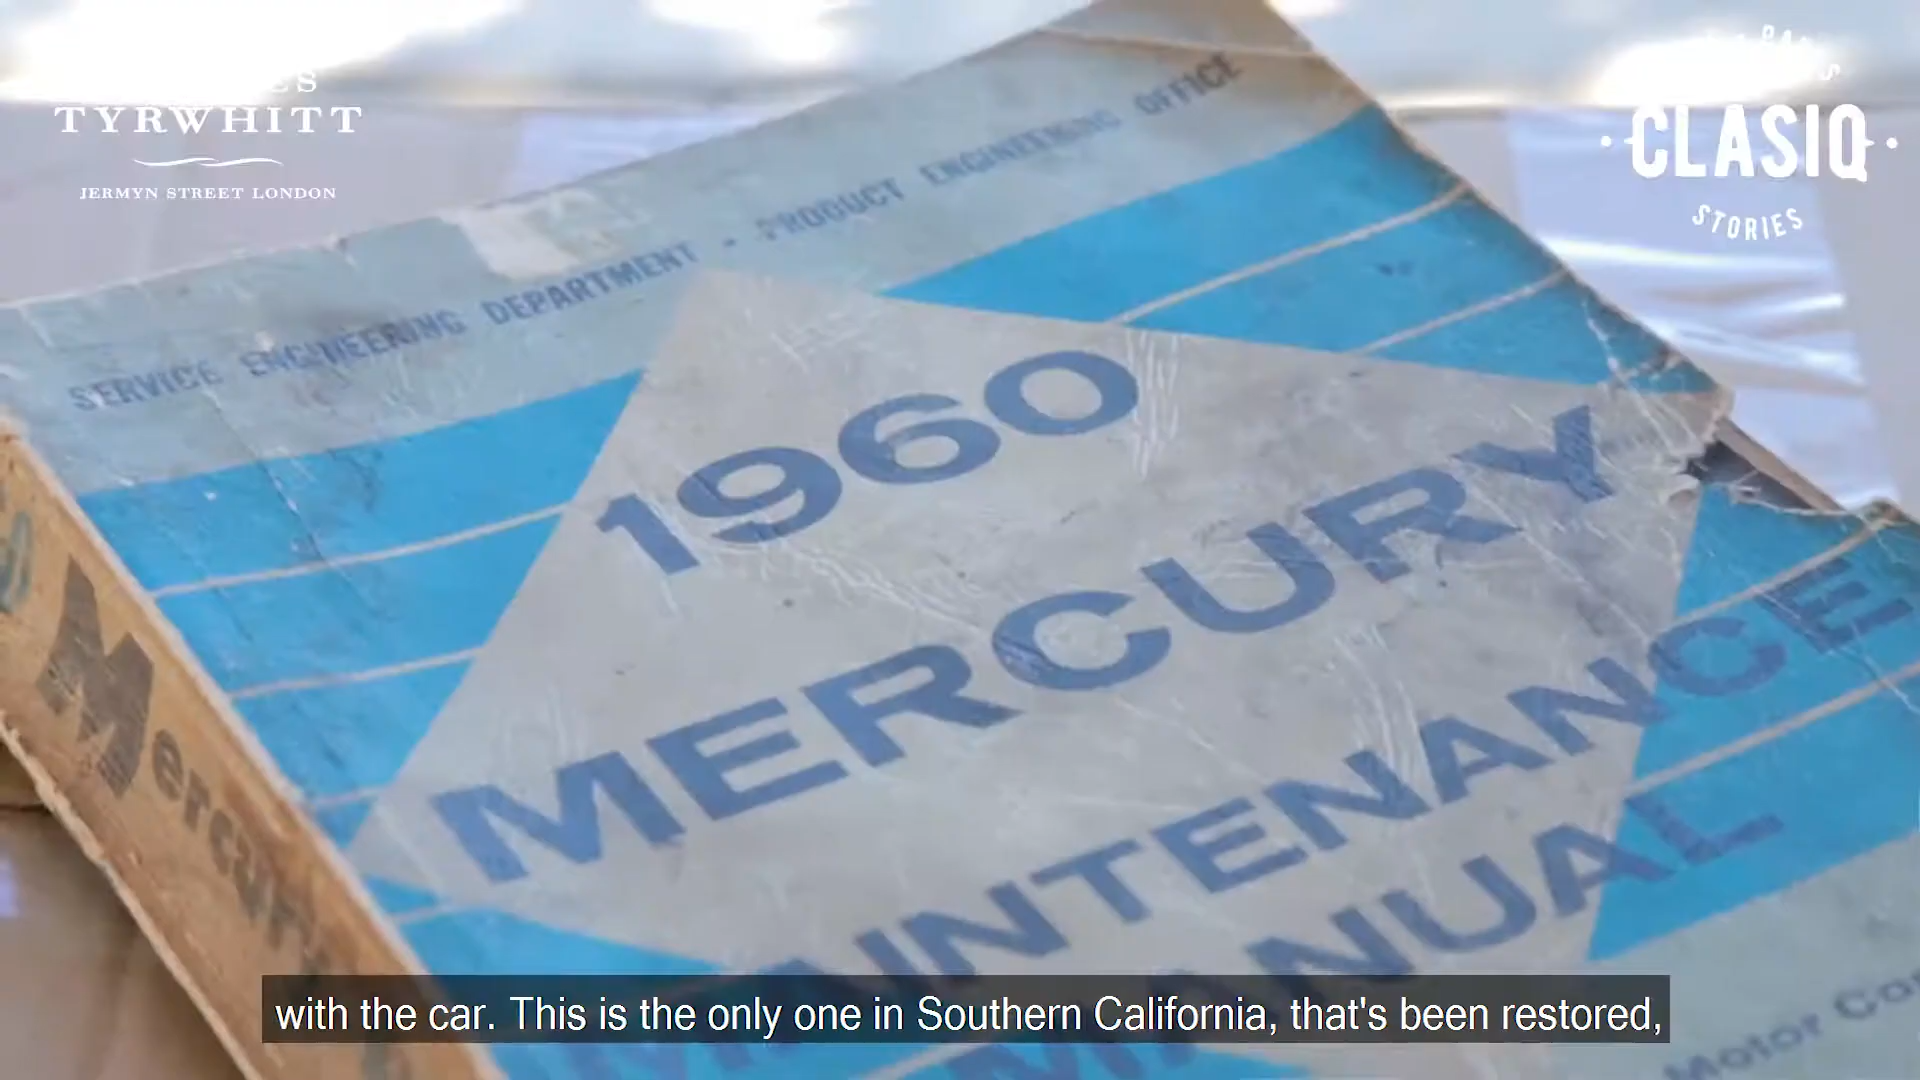 TYRWHITT
JERMYN STREET LONDON
CLASIQ
STORIES
SERVICE ENGINEERING DEPARTMENT • PRODUCT ENGINEERING OFFICE
1960
MERCURY
MAINTENANCE
MANUAL
Mercury
Motor
with the car. This is the only one in Southern California, that's been restored,